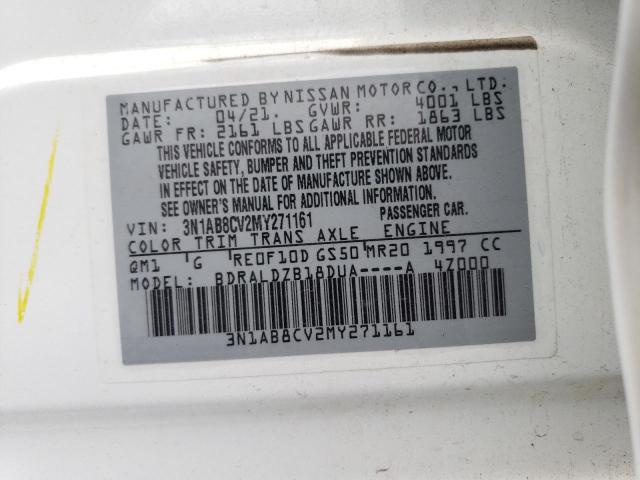 MANUFACTURED BY NISSAN MOTOR CO., LTD.
DATE: 04/21. GVWR: 4001 LBS
GAWR FR: 2161 LBS GAWR RR: 1863 LBS
THIS VEHICLE CONFORMS TO ALL APPLICABLE FEDERAL MOTOR
VEHICLE SAFETY, BUMPER AND THEFT PREVENTION STANDARDS
IN EFFECT ON THE DATE OF MANUFACTURE SHOWN ABOVE.
SEE OWNER'S MANUAL FOR ADDITIONAL INFORMATION.
VIN: 3N1AB8CV2MY271161 PASSENGER CAR.
COLOR TRIM TRANS AXLE ENGINE
QM1 G RE0F10D GS50 MR20 1997 CC
MODEL: BDRALDZB18DUA----A 4Z000
3N1AB8CV2MY271161